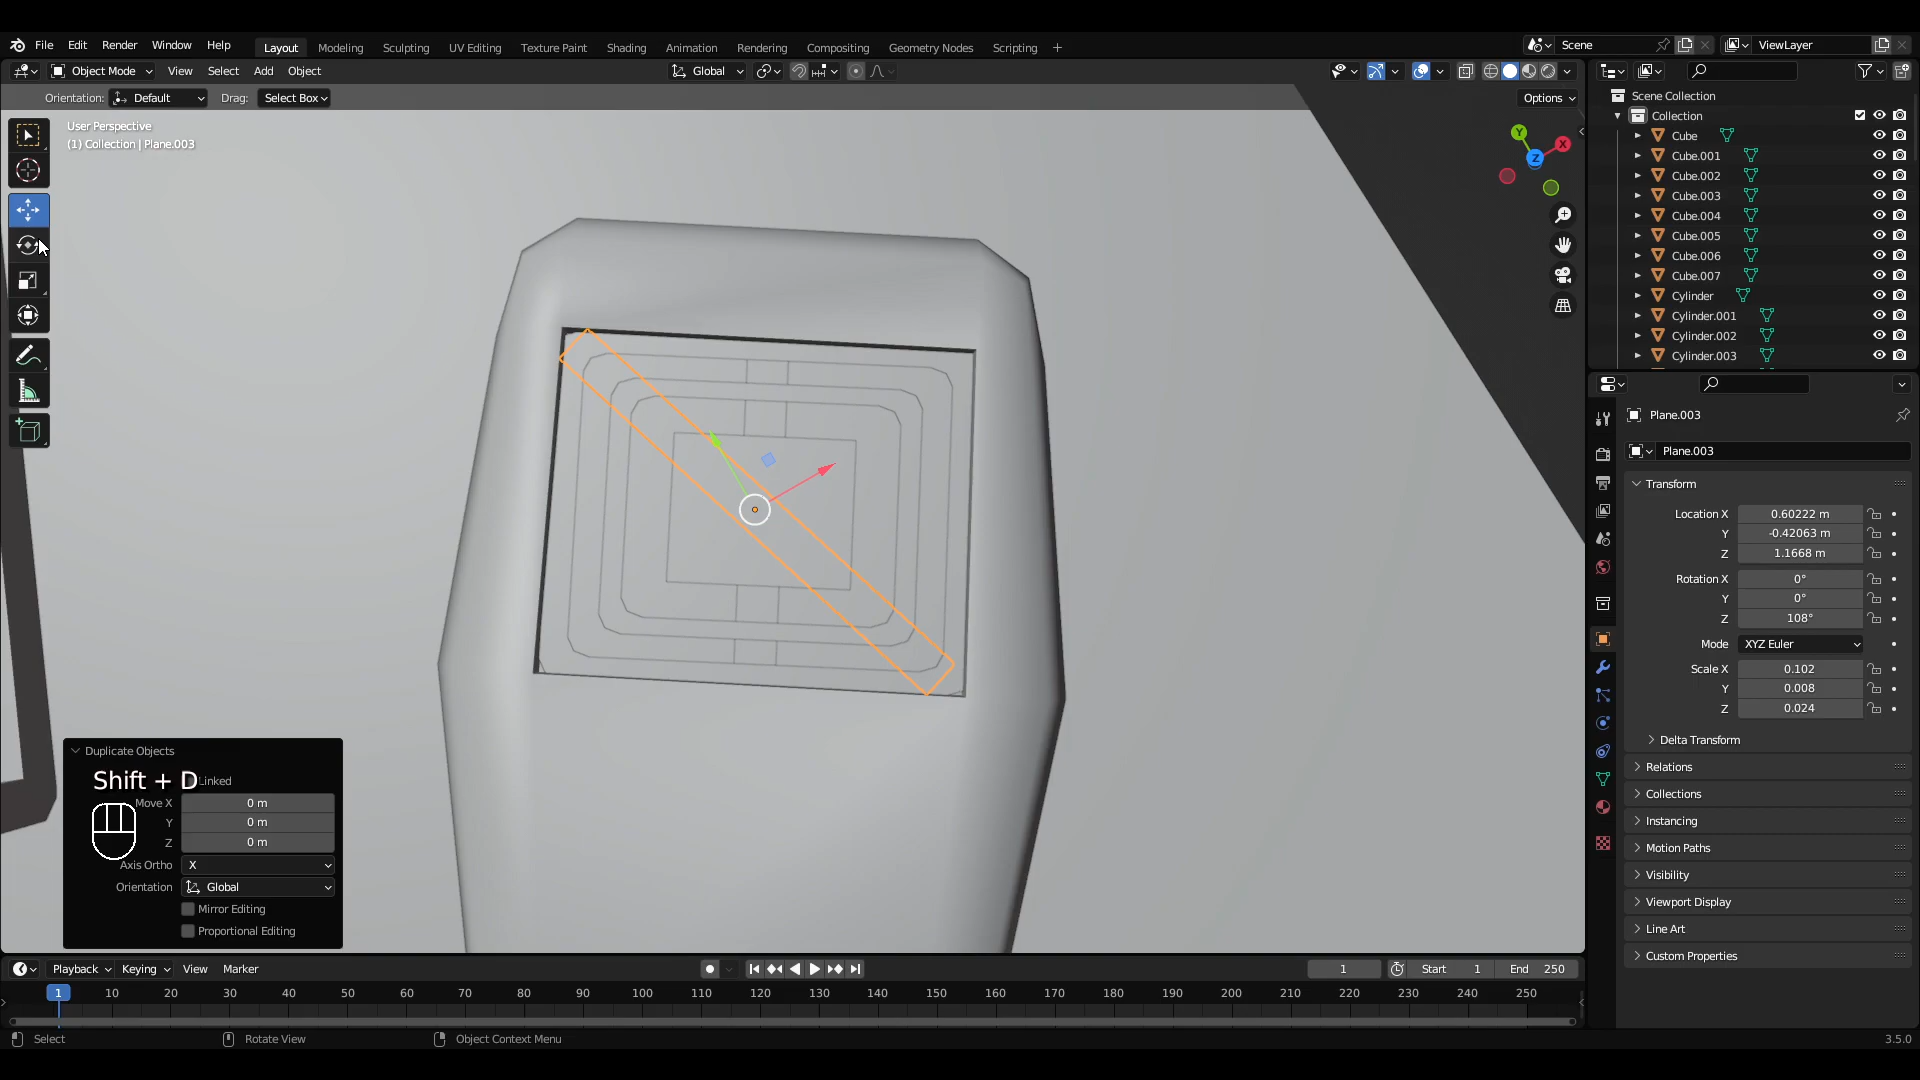 File Edit Render Window Help Layout Modeling Sculpting UV Editing Texture Paint Shading Animation Rendering Compositing Geometry Nodes Scripting + Scene ViewLayer
Object Mode View Select Add Object Global
Orientation: Default Drag: Select Box Options
User Perspective
(1) Collection | Plane.003
Y
X
Z
Scene Collection
Collection
Cube
Cube.001
Cube.002
Cube.003
Cube.004
Cube.005
Cube.006
Cube.007
Cylinder
Cylinder.001
Cylinder.002
Cylinder.003
Plane.003
Plane.003
Transform
Location X 0.60222 m
Y -0.42063 m
Z 1.1668 m
Rotation X 0°
Y 0°
Z 108°
Mode XYZ Euler
Scale X 0.102
Y 0.008
Z 0.024
Delta Transform
Relations
Collections
Instancing
Motion Paths
Visibility
Viewport Display
Line Art
Custom Properties
Duplicate Objects
Shift + D Linked
Move X 0 m
Y 0 m
Z 0 m
Axis Ortho X
Orientation Global
Mirror Editing
Proportional Editing
Playback Keying View Marker 1 Start 1 End 250
1 10 20 30 40 50 60 70 80 90 100 110 120 130 140 150 160 170 180 190 200 210 220 230 240 250
Select Rotate View Object Context Menu 3.5.0